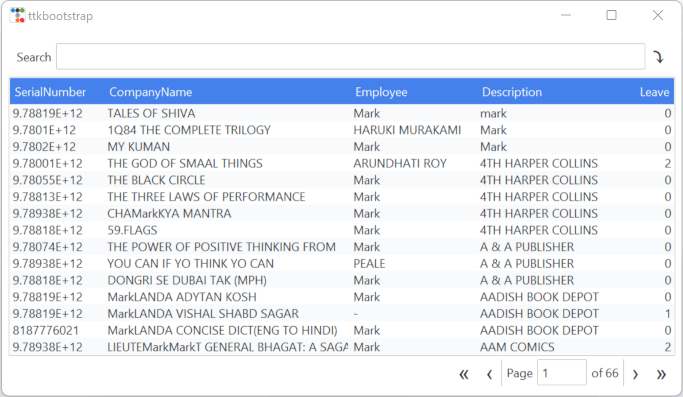 ttkbootstrap
Search
SerialNumber CompanyName Employee Description Leave
9.78819E+12 TALES OF SHIVA Mark mark 0
9.7801E+12 1Q84 THE COMPLETE TRILOGY HARUKI MURAKAMI Mark 0
9.7802E+12 MY KUMAN Mark Mark 0
9.78001E+12 THE GOD OF SMAAL THINGS ARUNDHATI ROY 4TH HARPER COLLINS 2
9.78055E+12 THE BLACK CIRCLE Mark 4TH HARPER COLLINS 0
9.78813E+12 THE THREE LAWS OF PERFORMANCE Mark 4TH HARPER COLLINS 0
9.78938E+12 CHAMarkKYA MANTRA Mark 4TH HARPER COLLINS 0
9.78818E+12 59.FLAGS Mark 4TH HARPER COLLINS 0
9.78074E+12 THE POWER OF POSITIVE THINKING FROM Mark A & A PUBLISHER 0
9.78938E+12 YOU CAN IF YO THINK YO CAN PEALE A & A PUBLISHER 0
9.78818E+12 DONGRI SE DUBAI TAK (MPH) Mark A & A PUBLISHER 0
9.78819E+12 MarkLANDA ADYTAN KOSH Mark AADISH BOOK DEPOT 0
9.78819E+12 MarkLANDA VISHAL SHABD SAGAR - AADISH BOOK DEPOT 1
8187776021 MarkLANDA CONCISE DICT(ENG TO HINDI) Mark AADISH BOOK DEPOT 0
9.78938E+12 LIEUTEMarkMarkT GENERAL BHAGAT: A SAGA Mark AAM COMICS 2
« ‹ Page 1 of 66 › »